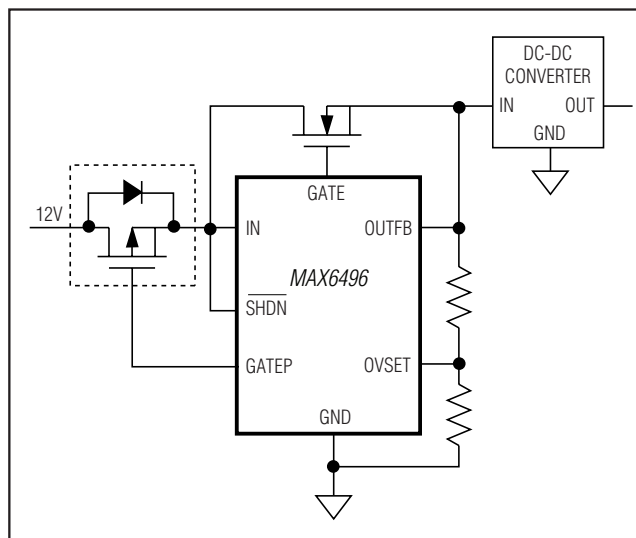 DC-DC
CONVERTER
IN OUT
GND
12V
GATE
IN OUTFB
MAX6496
SHDN
GATEP OVSET
GND